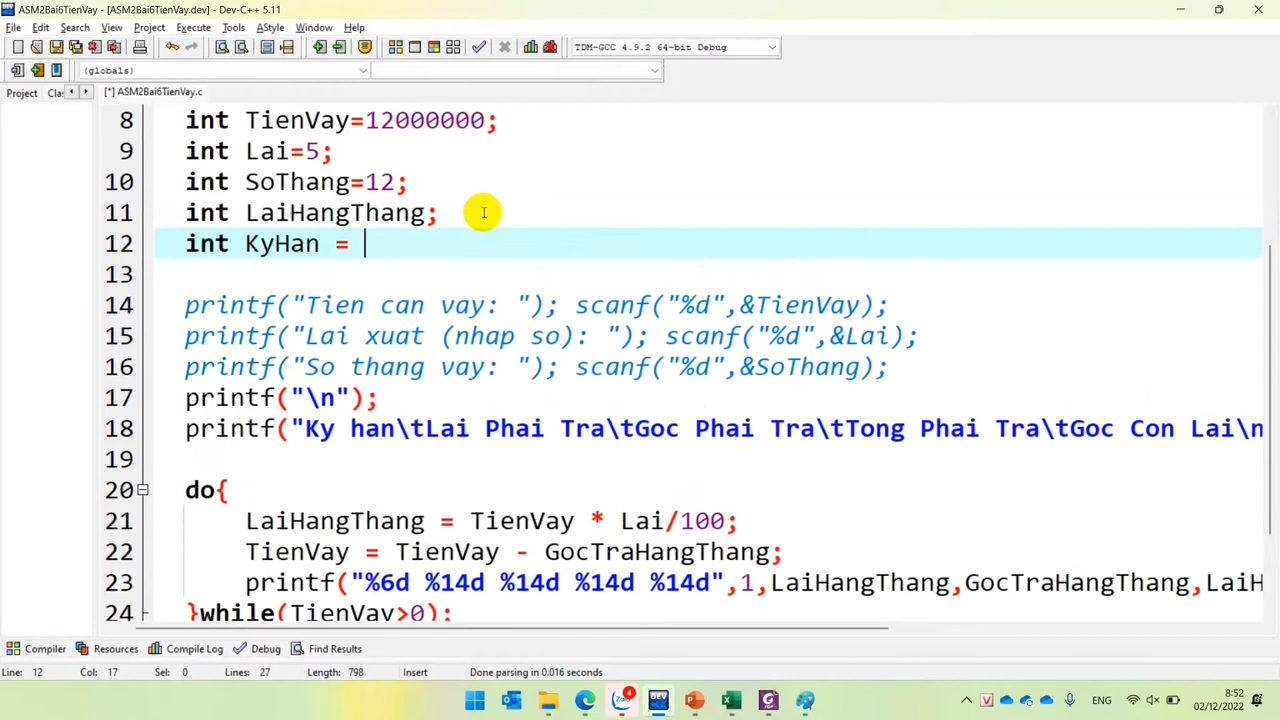 ASM2Bai6TienVay - [ASM2Bai6TienVay.dev] - Dev-C++ 5.11
File Edit Search View Project Execute Tools AStyle Window Help
TDM-GCC 4.9.2 64-bit Debug
(globals)
Project Clas [*] ASM2Bai6TienVay.c
8 int TienVay=12000000;
9 int Lai=5;
10 int SoThang=12;
11 int LaiHangThang;
12 int KyHan =
13
14 printf("Tien can vay: "); scanf("%d",&TienVay);
15 printf("Lai xuat (nhap so): "); scanf("%d",&Lai);
16 printf("So thang vay: "); scanf("%d",&SoThang);
17 printf("\n");
18 printf("Ky han\tLai Phai Tra\tGoc Phai Tra\tTong Phai Tra\tGoc Con Lai\n
19
20 do{
21 LaiHangThang = TienVay * Lai/100;
22 TienVay = TienVay - GocTraHangThang;
23 printf("%6d %14d %14d %14d %14d",1,LaiHangThang,GocTraHangThang,LaiH
24 }while(TienVay>0);
Compiler Resources Compile Log Debug Find Results
Line: 12 Col: 17 Sel: 0 Lines: 27 Length: 798 Insert Done parsing in 0.016 seconds
Zalo 4 DEV ENG 8:52
02/12/2022